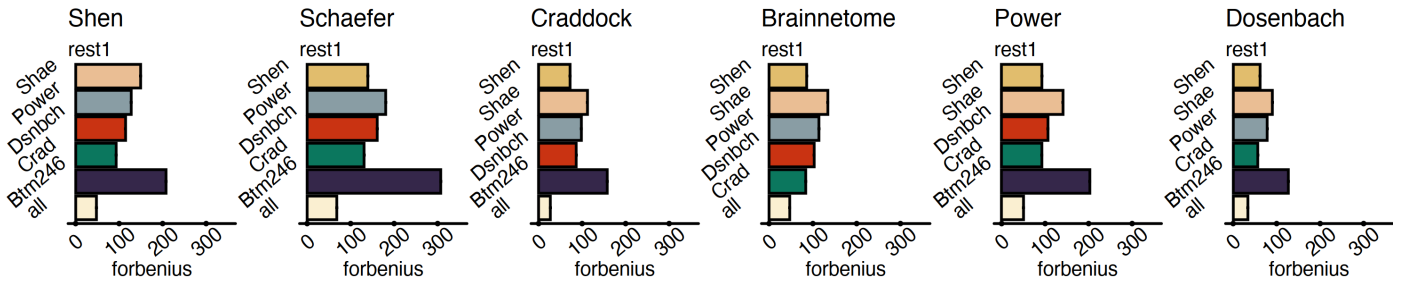 Shen
rest1
Shae
Power
Dsnbch
Crad
Btm246
all
0 100 200 300
forbenius
Schaefer
rest1
Shen
Power
Dsnbch
Crad
Btm246
all
0 100 200 300
forbenius
Craddock
rest1
Shen
Shae
Power
Dsnbch
Btm246
all
0 100 200 300
forbenius
Brainnetome
rest1
Shen
Shae
Power
Dsnbch
Crad
all
0 100 200 300
forbenius
Power
rest1
Shen
Shae
Dsnbch
Crad
Btm246
all
0 100 200 300
forbenius
Dosenbach
rest1
Shen
Shae
Power
Crad
Btm246
all
0 100 200 300
forbenius